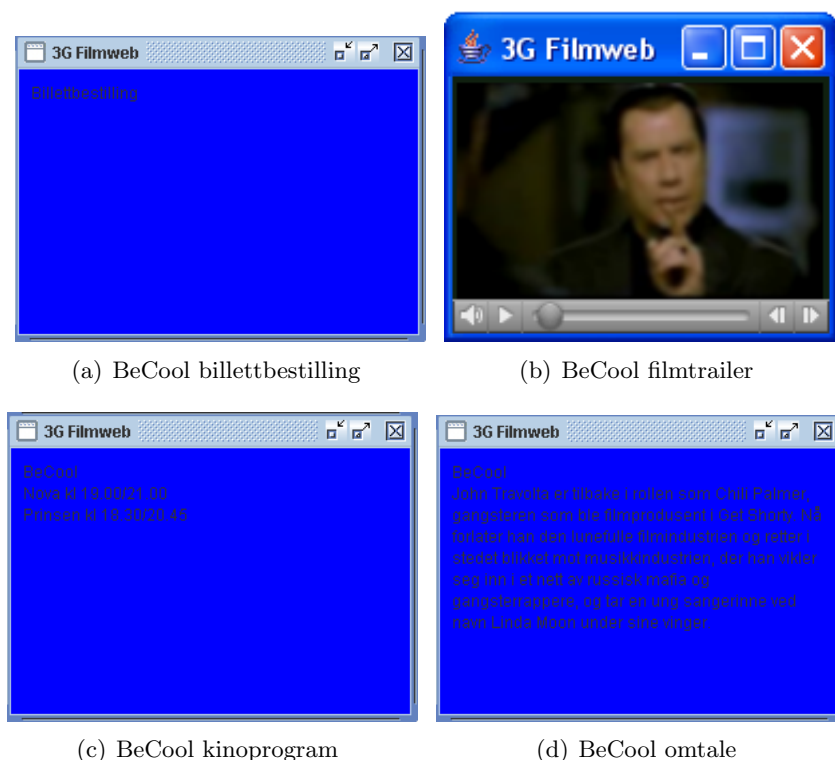 3G Filmweb
Billettbestilling
(a) BeCool billettbestilling
3G Filmweb
(b) BeCool filmtrailer
3G Filmweb
BeCool
Nova kl 19.00/21.00
Prinsen kl 18.30/20.45
(c) BeCool kinoprogram
3G Filmweb
BeCool
John Travolta er tilbake i rollen som Chili Palmer,
gangsteren som ble filmprodusent i Get Shorty. Nå
forlater han den lunefulle filmindustrien og retter i
stedet blikket mot musikkindustrien, der han vikler
seg inn i et nett av russisk mafia og
gangsterrappere, og tar en ung sangerinne ved
navn Linda Moon under sine vinger.
(d) BeCool omtale